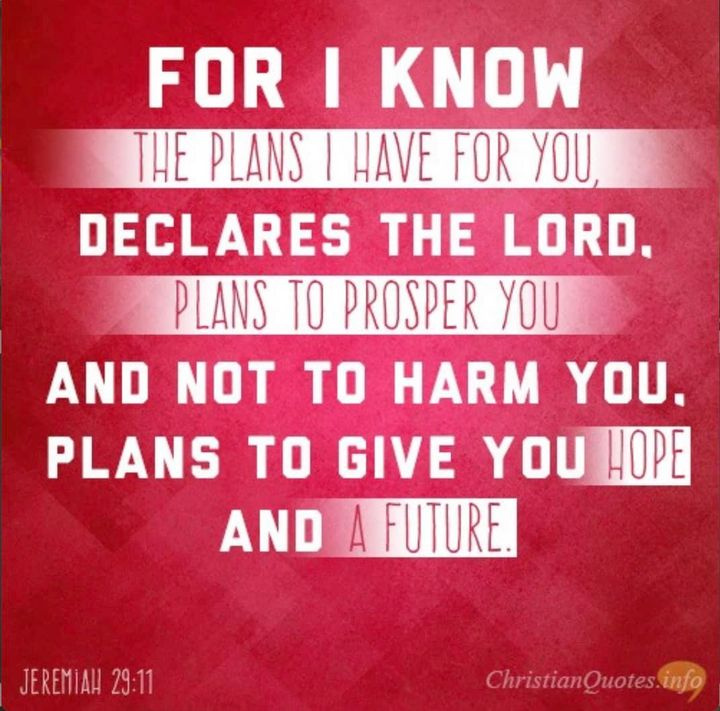 FOR I KNOW
THE PLANS I HAVE FOR YOU,
DECLARES THE LORD,
PLANS TO PROSPER YOU
AND NOT TO HARM YOU,
PLANS TO GIVE YOU HOPE
AND A FUTURE.
JEREMIAH 29:11
ChristianQuotes.info